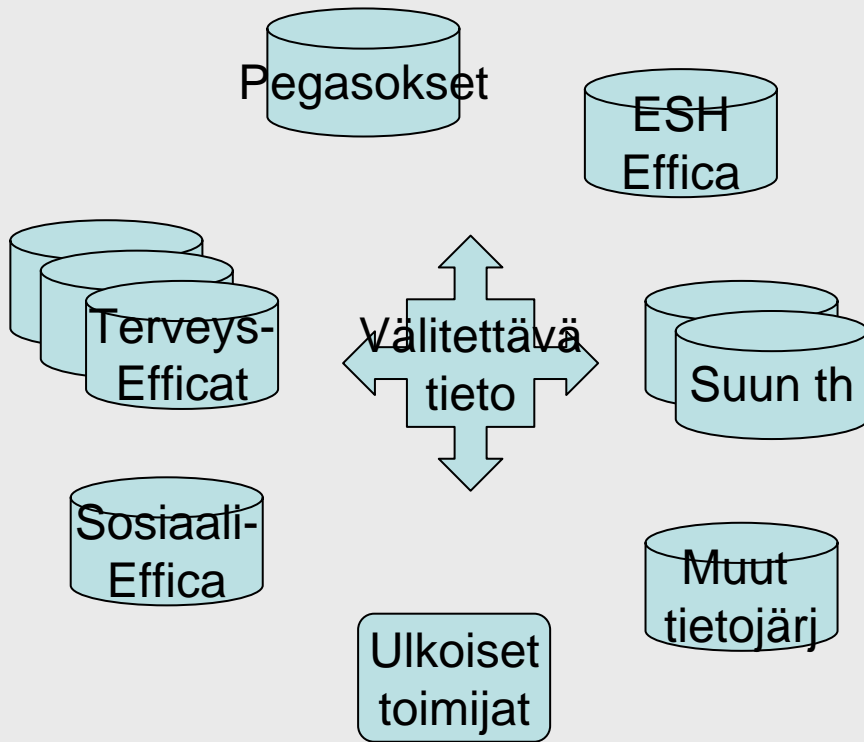 Pegasokset
ESH
Effica
Terveys-
Efficat
Välitettävä
tieto
Suun th
Sosiaali-
Effica
Muut
tietojärj
Ulkoiset
toimijat